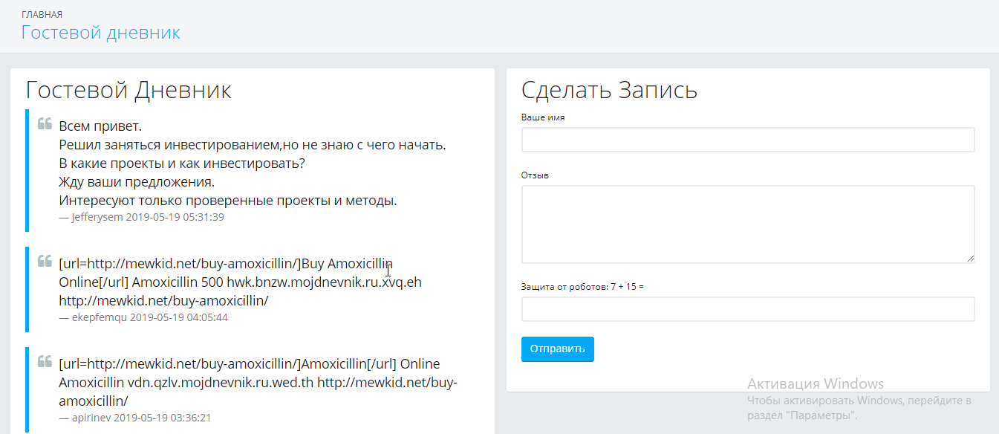 ГЛАВНАЯ
Гостевой дневник
Гостевой Дневник
Всем привет.
Решил заняться инвестированием,но не знаю с чего начать.
В какие проекты и как инвестировать?
Жду ваши предложения.
Интересуют только проверенные проекты и методы.
— Jefferysem 2019-05-19 05:31:39
[url=http://mewkid.net/buy-amoxicillin/]Buy Amoxicillin
Online[/url] Amoxicillin 500 hwk.bnzw.mojdnevnik.ru.xvq.eh
http://mewkid.net/buy-amoxicillin/
— ekepfemqu 2019-05-19 04:05:44
[url=http://mewkid.net/buy-amoxicillin/]Amoxicillin[/url] Online
Amoxicillin vdn.qzlv.mojdnevnik.ru.wed.th http://mewkid.net/buy-
amoxicillin/
— apirinev 2019-05-19 03:36:21
Сделать Запись
Ваше имя
Отзыв
Защита от роботов: 7 + 15 =
Отправить
Активация Windows
Чтобы активировать Windows, перейдите в
раздел "Параметры".